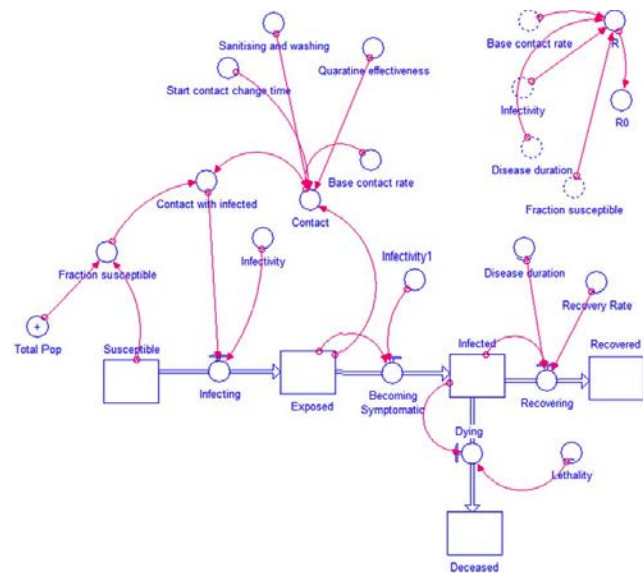 Sanitising and washing
Quaratine effectiveness
Start contact change time
Base contact rate
R
Infectivity
R0
Disease duration
Fraction susceptible
Base contact rate
Contact with infected
Contact
Fraction susceptible
Infectivity
Infectivity1
Disease duration
Recovery Rate
Total Pop
Susceptible
Infecting
Exposed
Becoming
Symptomatic
Infected
Recovering
Recovered
Dying
Lethality
Deceased